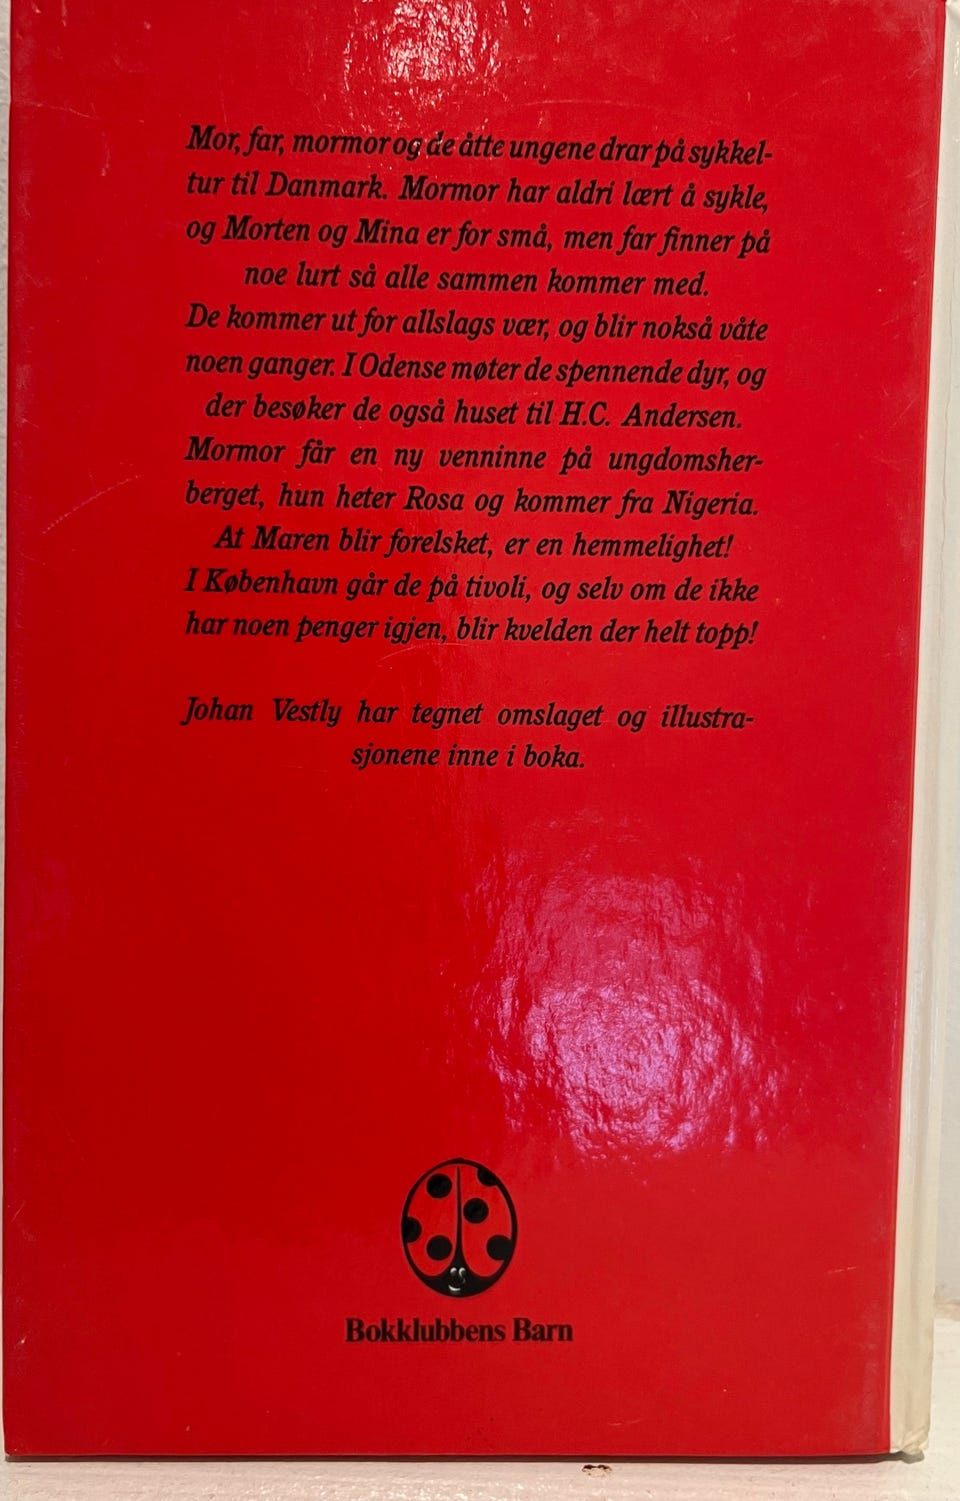 Mor, far, mormor og de åtte ungene drar på sykkel-
tur til Danmark. Mormor har aldri lært å sykle,
og Morten og Mina er for små, men far finner på
noe lurt så alle sammen kommer med.
De kommer ut for allslags vær, og blir nokså våte
noen ganger. I Odense møter de spennende dyr, og
der besøker de også huset til H.C. Andersen.
Mormor får en ny venninne på ungdomsher-
berget, hun heter Rosa og kommer fra Nigeria.
At Maren blir forelsket, er en hemmelighet!
I København går de på tivoli, og selv om de ikke
har noen penger igjen, blir kvelden der helt topp!
Johan Vestly har tegnet omslaget og illustra-
sjonene inne i boka.
Bokklubbens Barn